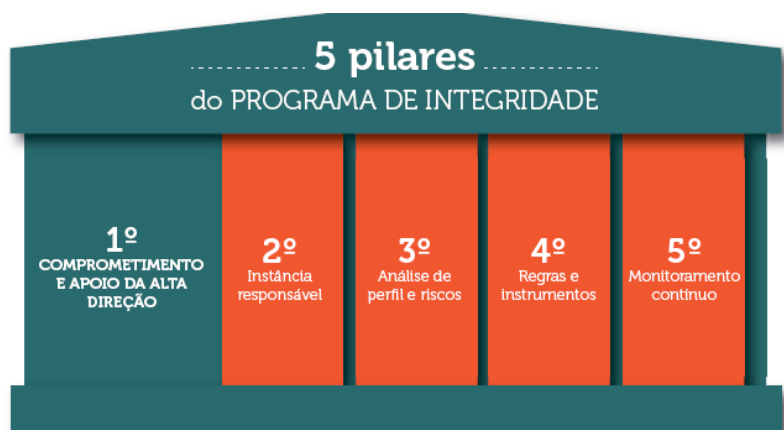 5 pilares
do PROGRAMA DE INTEGRIDADE
1º
COMPROMETIMENTO
E APOIO DA ALTA
DIREÇÃO
2º
Instância
responsável
3º
Análise de
perfil e riscos
4º
Regras e
instrumentos
5º
Monitoramento
contínuo